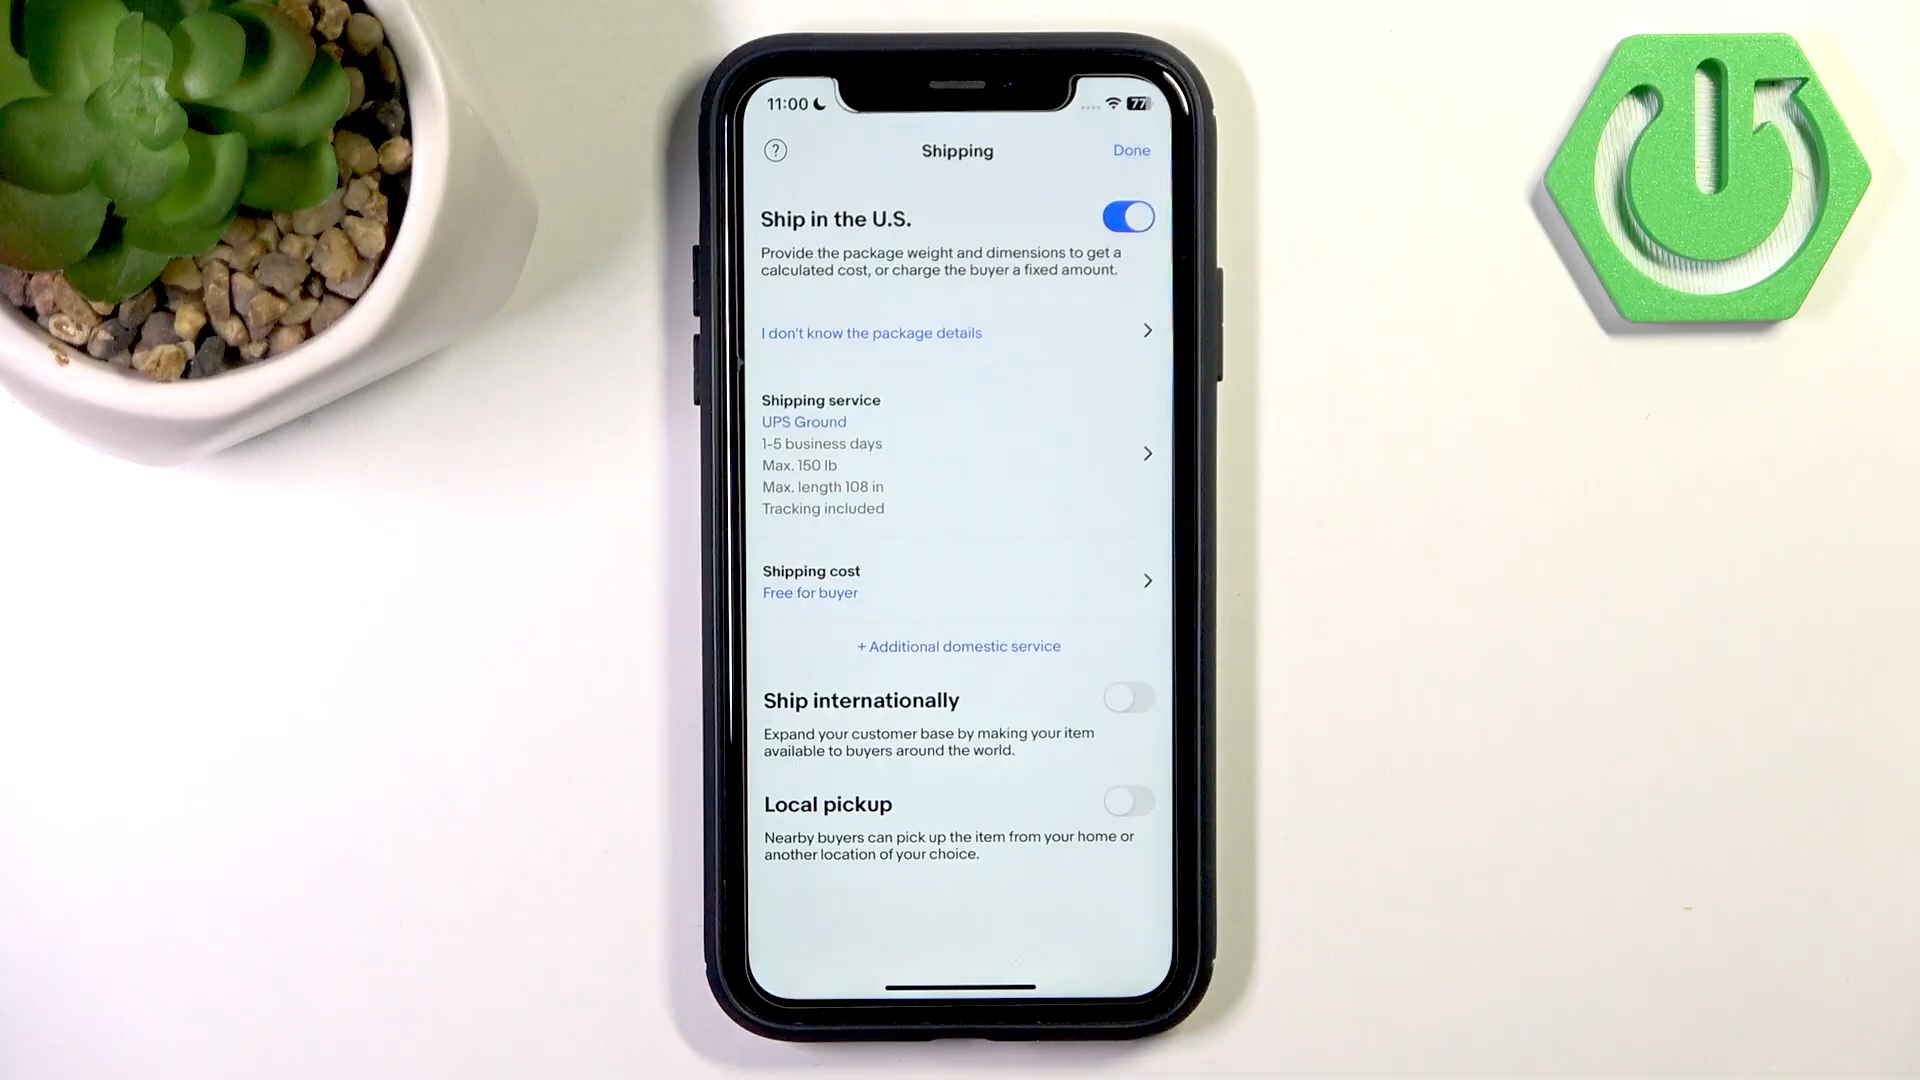 11:00
77
?
Shipping
Done
Ship in the U.S.
Provide the package weight and dimensions to get a
calculated cost, or charge the buyer a fixed amount.
I don't know the package details
Shipping service
UPS Ground
1-5 business days
Max. 150 lb
Max. length 108 in
Tracking included
Shipping cost
Free for buyer
+ Additional domestic service
Ship internationally
Expand your customer base by making your item
available to buyers around the world.
Local pickup
Nearby buyers can pick up the item from your home or
another location of your choice.